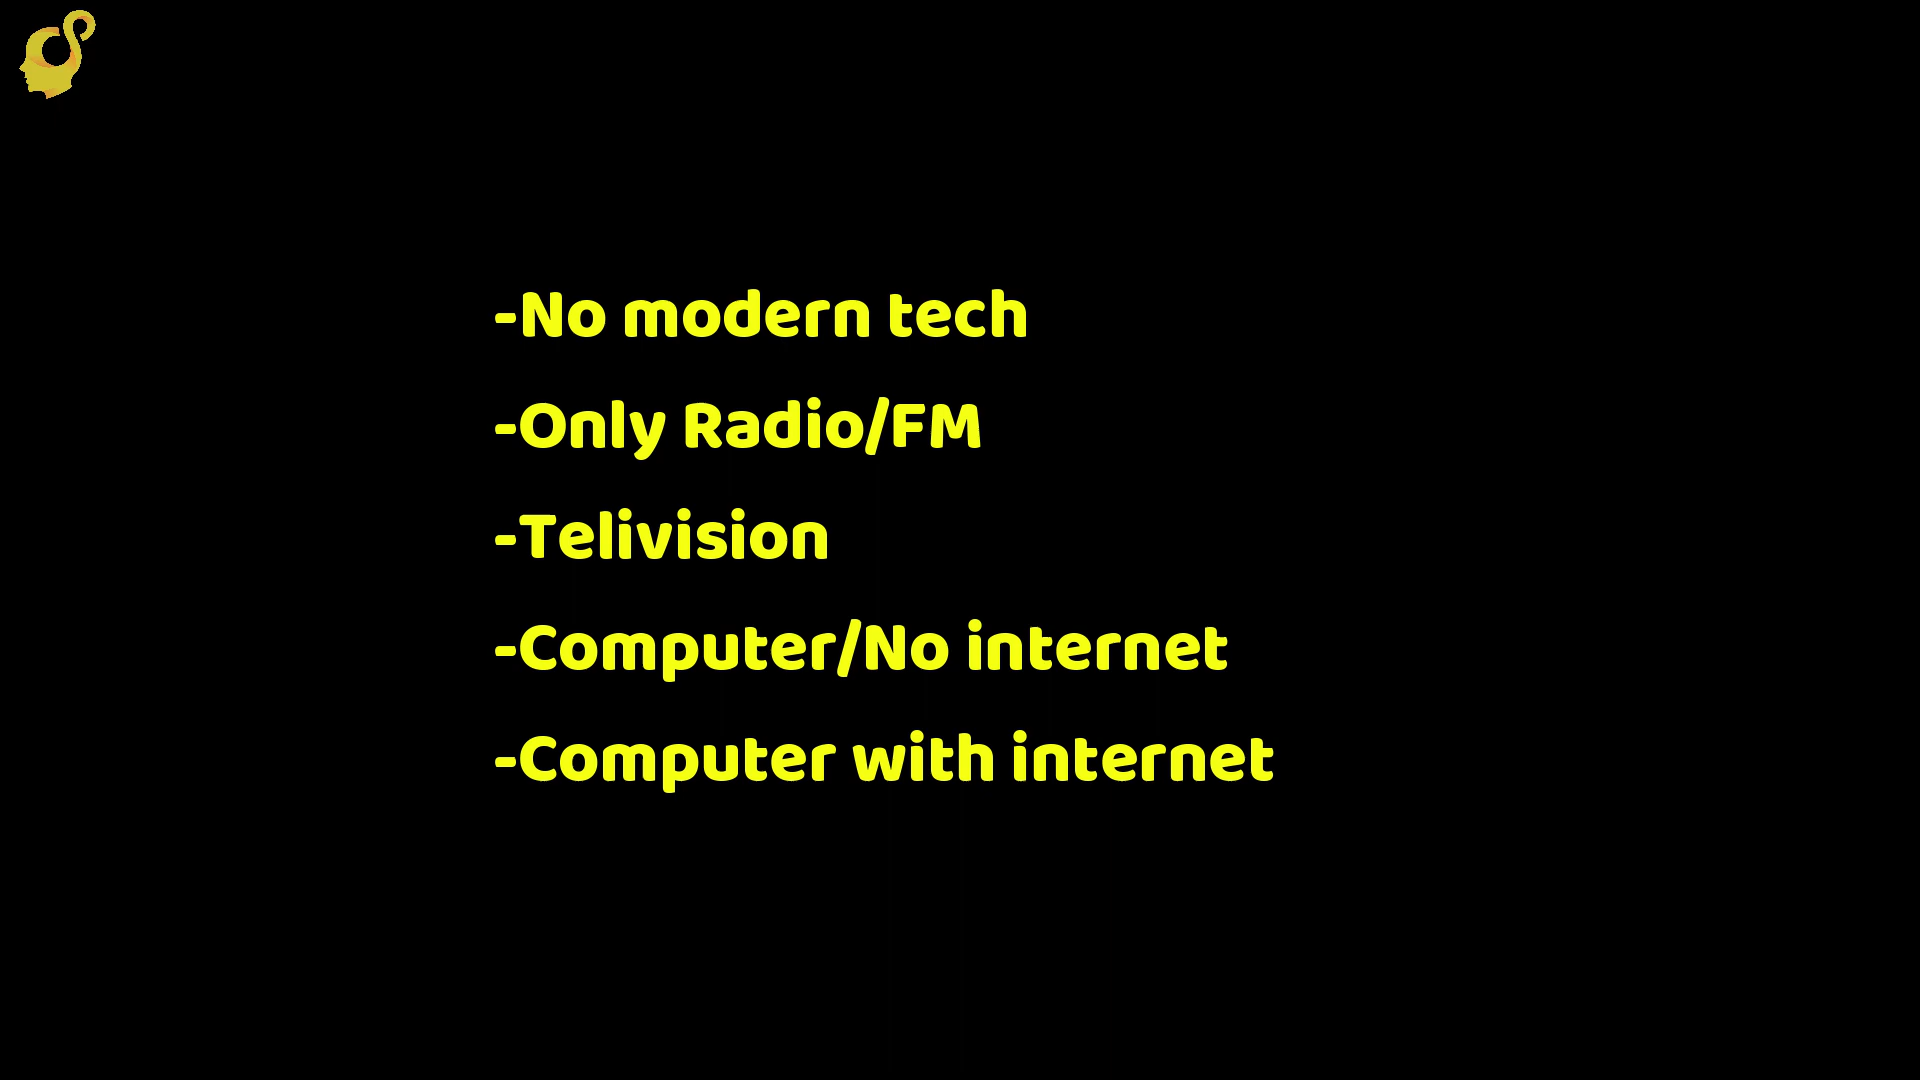 -No modern tech
-Only Radio/FM
-Telivision
-Computer/No internet
-Computer with internet